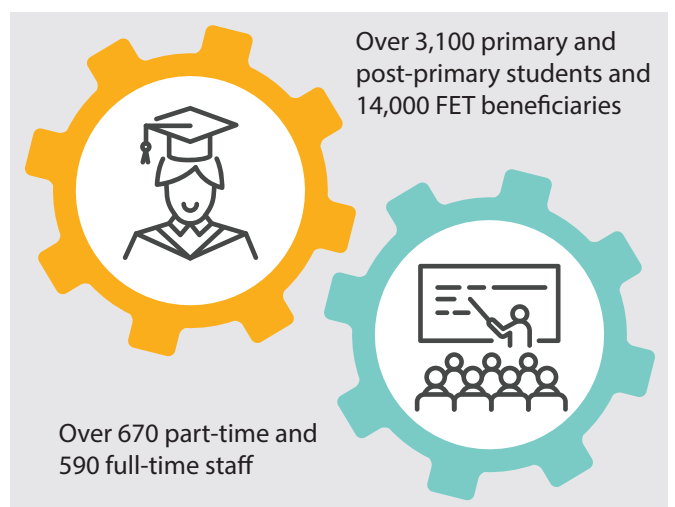 Over 3,100 primary and
post-primary students and
14,000 FET beneficiaries
Over 670 part-time and
590 full-time staff